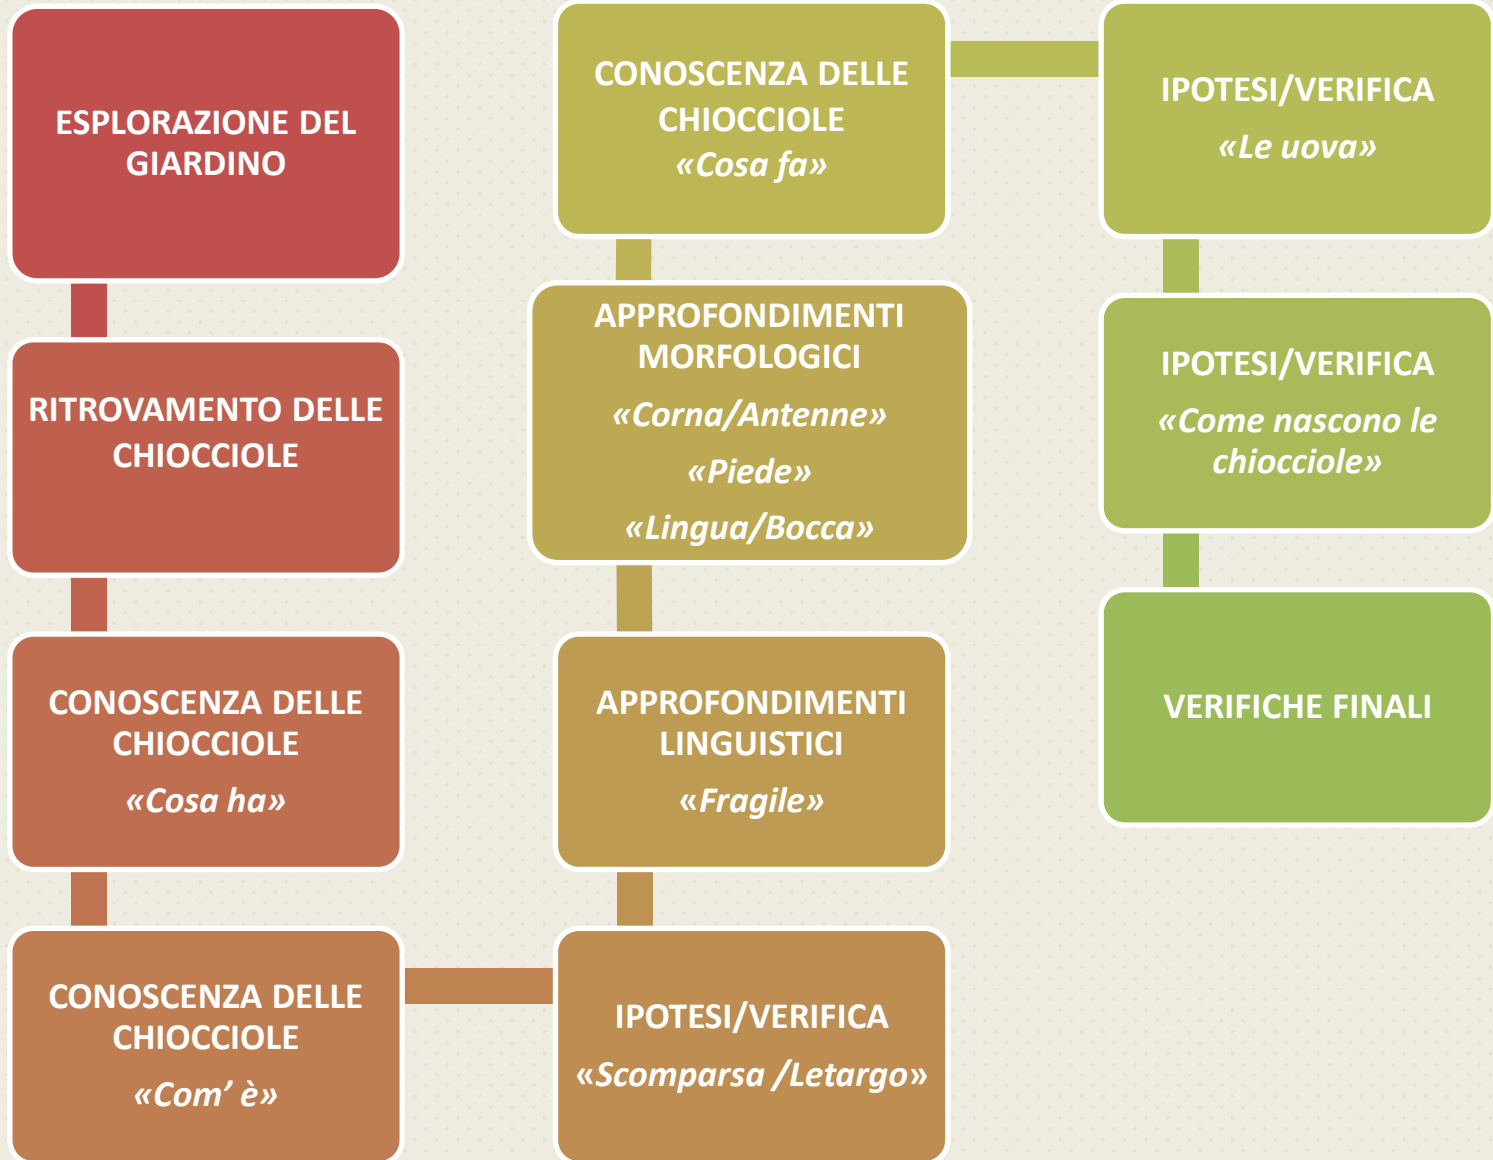 ESPLORAZIONE DEL
GIARDINO
RITROVAMENTO DELLE
CHIOCCIOLE
CONOSCENZA DELLE
CHIOCCIOLE
«Cosa ha»
CONOSCENZA DELLE
CHIOCCIOLE
«Com’ è»
IPOTESI/VERIFICA
«Scomparsa /Letargo»
APPROFONDIMENTI
LINGUISTICI
«Fragile»
APPROFONDIMENTI
MORFOLOGICI
«Corna/Antenne»
«Piede»
«Lingua/Bocca»
CONOSCENZA DELLE
CHIOCCIOLE
«Cosa fa»
IPOTESI/VERIFICA
«Le uova»
IPOTESI/VERIFICA
«Come nascono le
chiocciole»
VERIFICHE FINALI